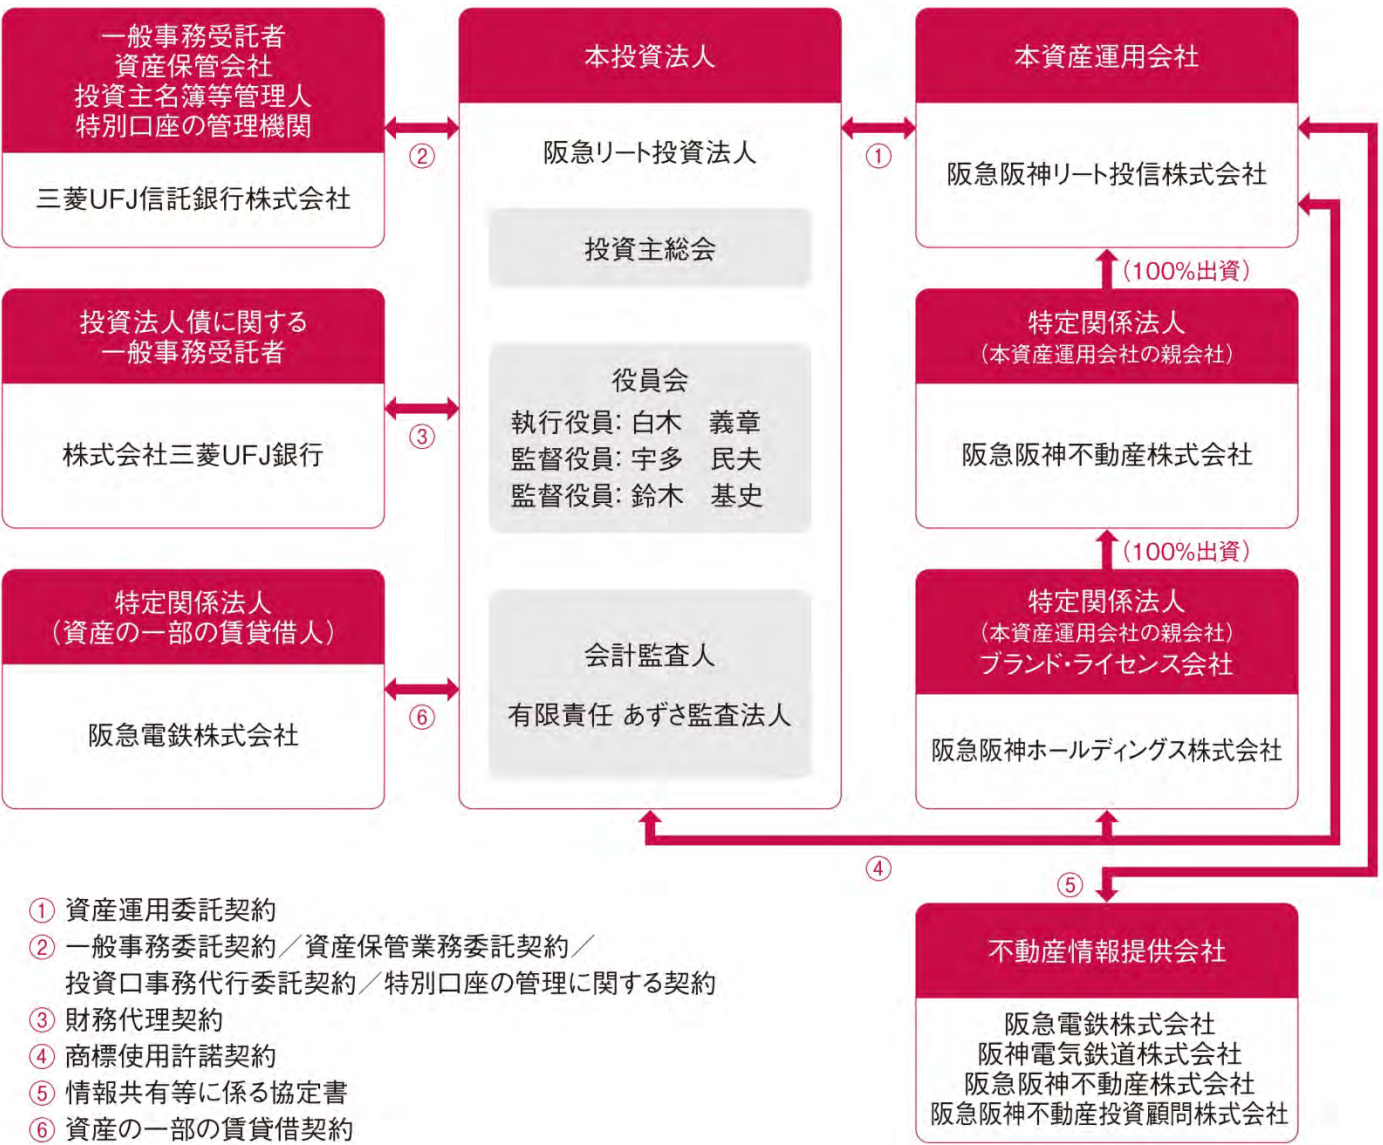 一般事務受託者
資産保管会社
投資主名簿等管理人
特別口座の管理機関
三菱UFJ信託銀行株式会社
②
投資法人債に関する
一般事務受託者
株式会社三菱UFJ銀行
③
特定関係法人
（資産の一部の賃貸借人）
阪急電鉄株式会社
⑥
本投資法人
阪急リート投資法人
投資主総会
役員会
執行役員：白木　義章
監督役員：宇多　民夫
監督役員：鈴木　基史
会計監査人
有限責任 あずさ監査法人
①
本資産運用会社
阪急阪神リート投信株式会社
（100%出資）
特定関係法人
（本資産運用会社の親会社）
阪急阪神不動産株式会社
（100%出資）
特定関係法人
（本資産運用会社の親会社）
ブランド・ライセンス会社
阪急阪神ホールディングス株式会社
④
⑤
不動産情報提供会社
阪急電鉄株式会社
阪神電気鉄道株式会社
阪急阪神不動産株式会社
阪急阪神不動産投資顧問株式会社
① 資産運用委託契約
② 一般事務委託契約／資産保管業務委託契約／
投資口事務代行委託契約／特別口座の管理に関する契約
③ 財務代理契約
④ 商標使用許諾契約
⑤ 情報共有等に係る協定書
⑥ 資産の一部の賃貸借契約